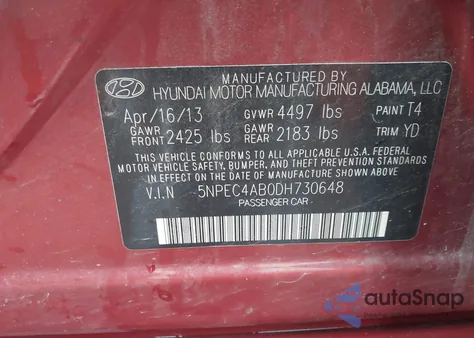 MANUFACTURED BY
HYUNDAI MOTOR MANUFACTURING ALABAMA, LLC
Apr/16/13 GVWR 4497 lbs PAINT T4
GAWR FRONT 2425 lbs GAWR REAR 2183 lbs TRIM YD
THIS VEHICLE CONFORMS TO ALL APPLICABLE U.S.A. FEDERAL
MOTOR VEHICLE SAFETY, BUMPER, AND THEFT PREVENTION STANDARDS
IN EFFECT ON THE DATE OF MANUFACTURE SHOWN ABOVE.
V.I.N 5NPEC4AB0DH730648
PASSENGER CAR
autoSnap